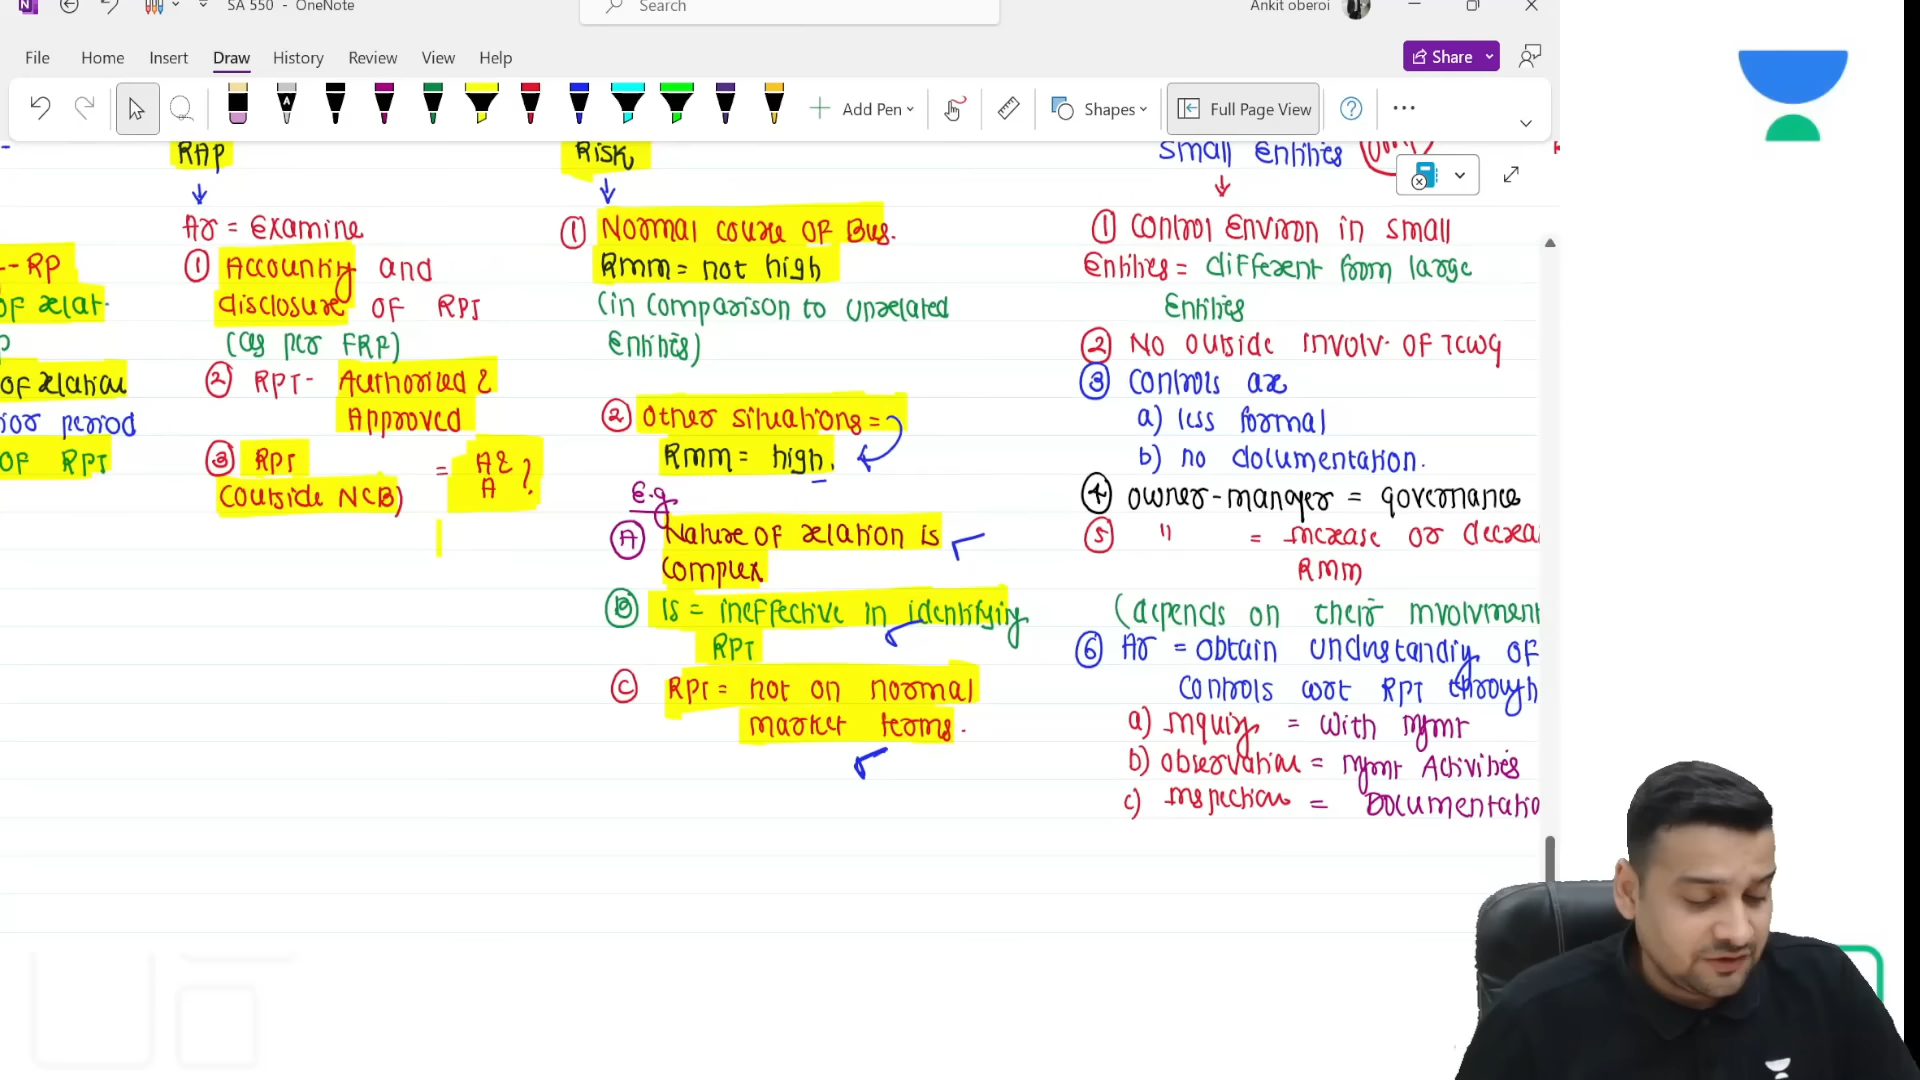 SA 550 - OneNote
Search
Ankit oberoi
File Home Insert Draw History Review View Help
Share
Add Pen
Shapes
Full Page View
--RP
OF relat-
OF relation
ior period
OF RPT
RAP
Ar = Examine
① Accounting and
disclosure OF RPT
(as per FRF)
② RPT- Authorized &
Approved
③ RPT
(outside NCB) = A&A?
Risk
① Normal course OF Bus.
Rmm = not high
(in comparison to unrelated
Entities)
② Other situations =
Rmm = high.
E.g
Ⓐ Nature OF relation is
complex
Ⓑ Is = ineffective in identifying
RPT
Ⓒ RPT = not on normal
market terms.
Small Entities
① Control Environ in small
Entities = different from large
Entities
② No outside involv. OF TCWG
③ Controls are
a) less formal
b) no documentation.
④ owner-manager = governance
⑤ " = increase or decrea
RMM
(depends on their involvment
⑥ Ar = obtain understanding OF
controls wrt RPT through
a) inquiry = with mgmt
b) observation = mgmt Activities
c) inspection = Documentatio